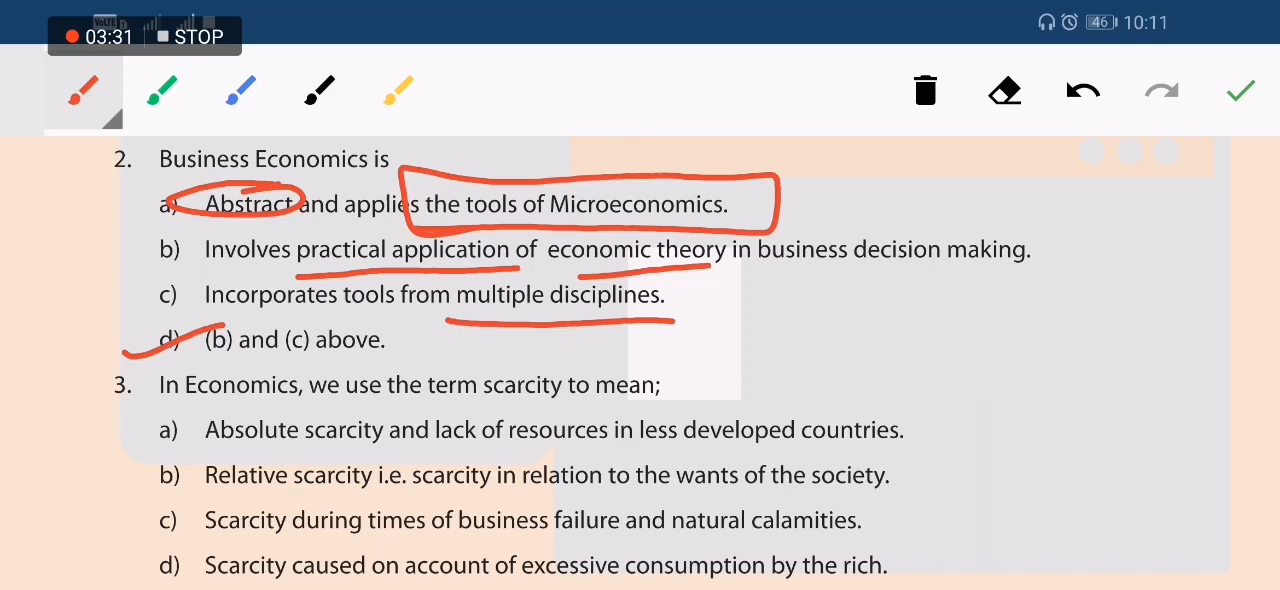 VoLTE 46 10:11
03:31 STOP
2. Business Economics is
a) Abstract and applies the tools of Microeconomics.
b) Involves practical application of economic theory in business decision making.
c) Incorporates tools from multiple disciplines.
d) (b) and (c) above.
3. In Economics, we use the term scarcity to mean;
a) Absolute scarcity and lack of resources in less developed countries.
b) Relative scarcity i.e. scarcity in relation to the wants of the society.
c) Scarcity during times of business failure and natural calamities.
d) Scarcity caused on account of excessive consumption by the rich.